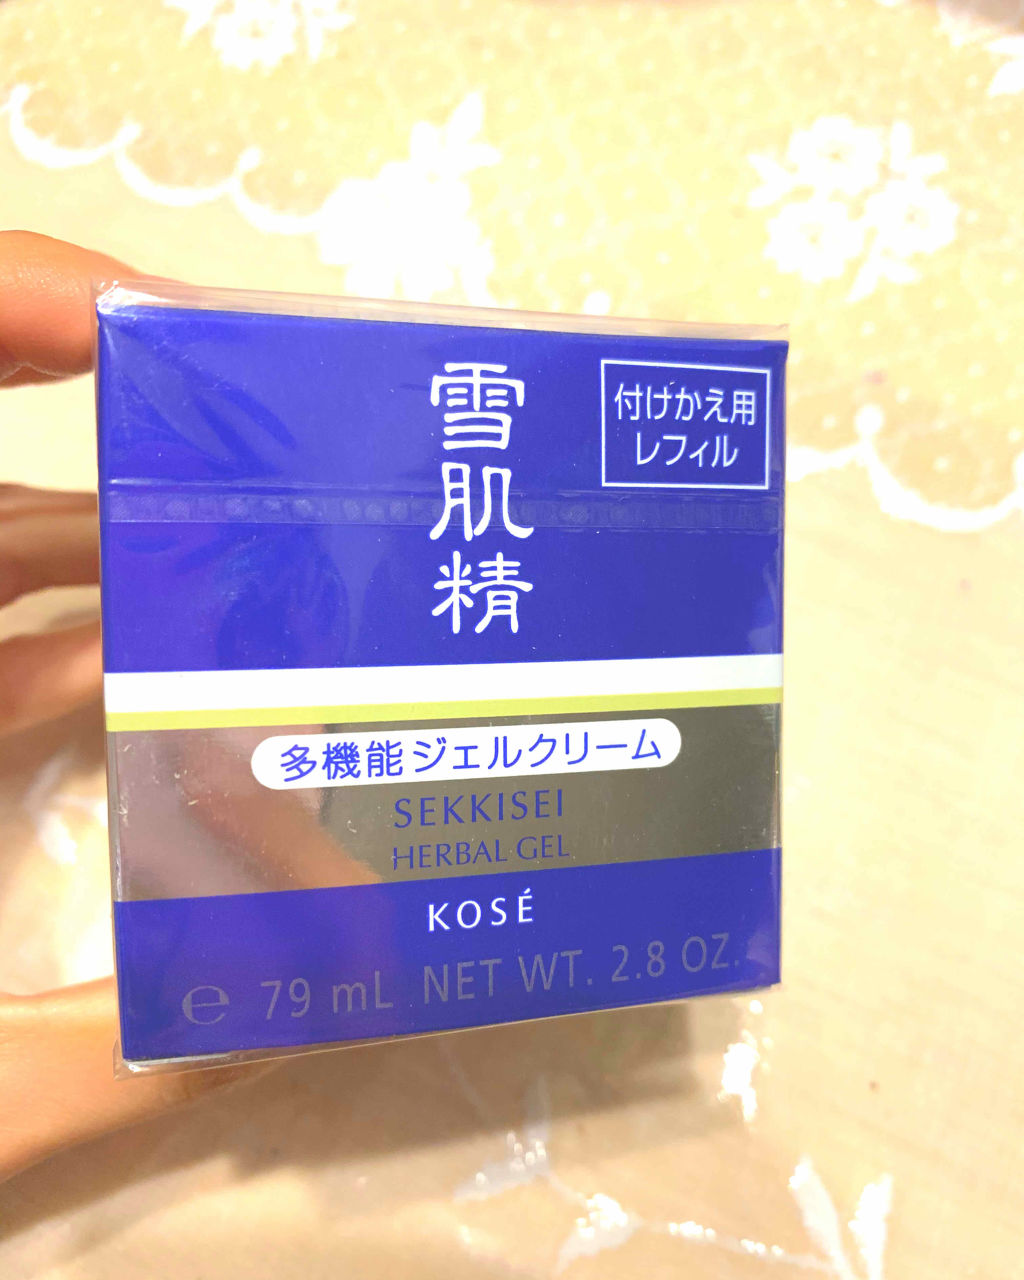 雪肌精
付けかえ用
レフィル
多機能ジェルクリーム
SEKKISEI
HERBAL GEL
KOSÉ
℮ 79 mL NET WT. 2.8 OZ.